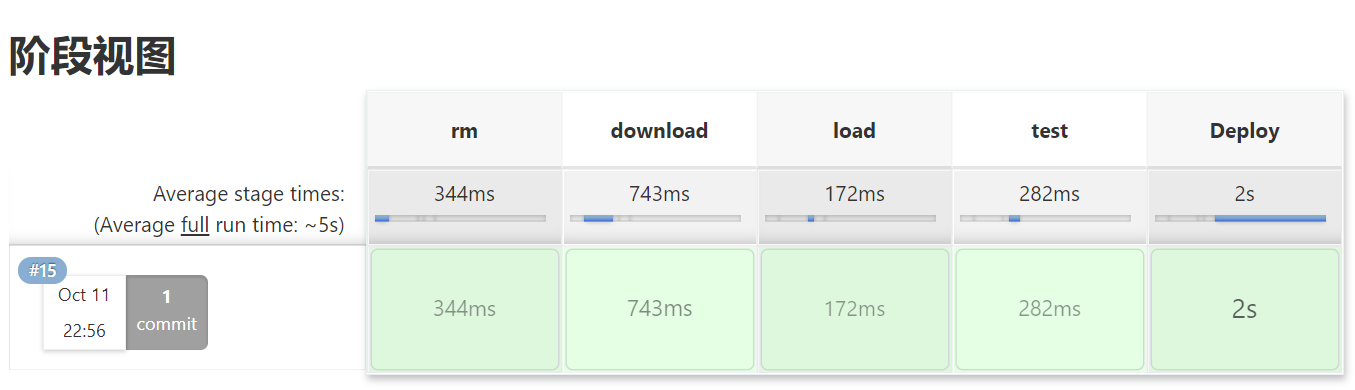 阶段视图
rm download load test Deploy
Average stage times: 344ms 743ms 172ms 282ms 2s
(Average full run time: ~5s)
#15
Oct 11 1
22:56 commit
344ms 743ms 172ms 282ms 2s